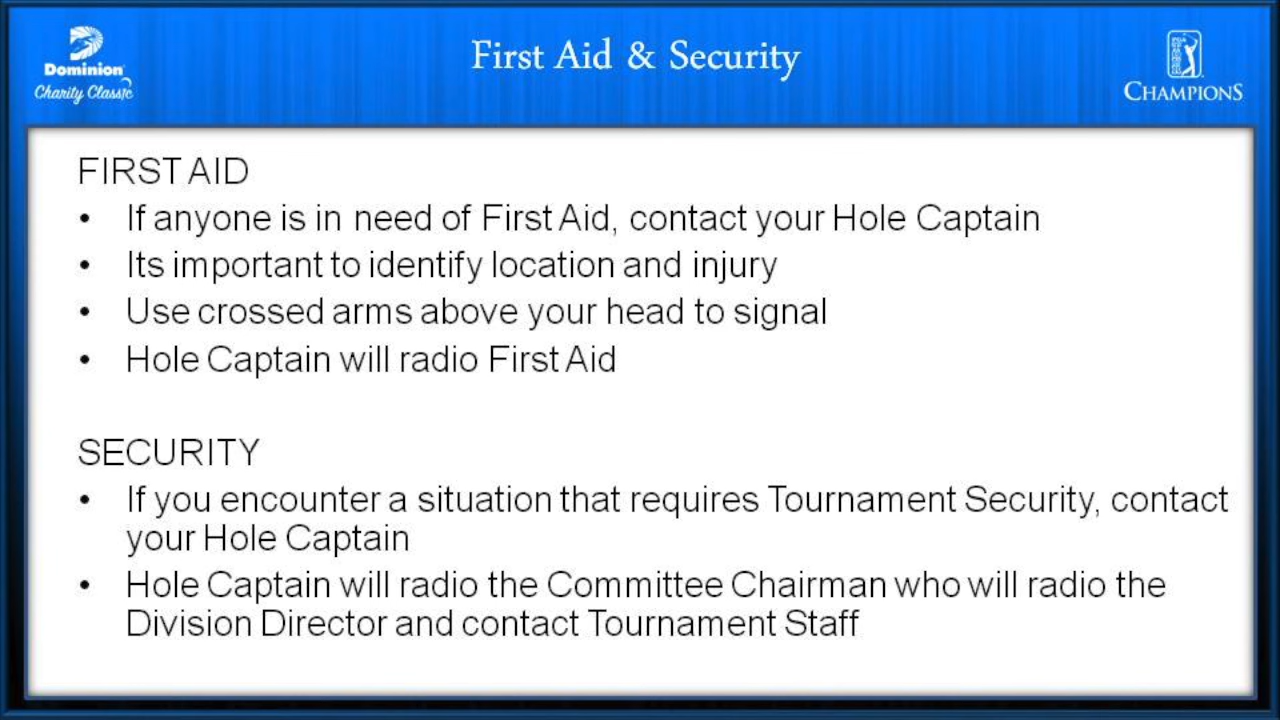 First Aid & Security
Dominion
Charity Classic
CHAMPIONS
FIRST AID
• If anyone is in need of First Aid, contact your Hole Captain
• Its important to identify location and injury
• Use crossed arms above your head to signal
• Hole Captain will radio First Aid
SECURITY
• If you encounter a situation that requires Tournament Security, contact
your Hole Captain
• Hole Captain will radio the Committee Chairman who will radio the
Division Director and contact Tournament Staff